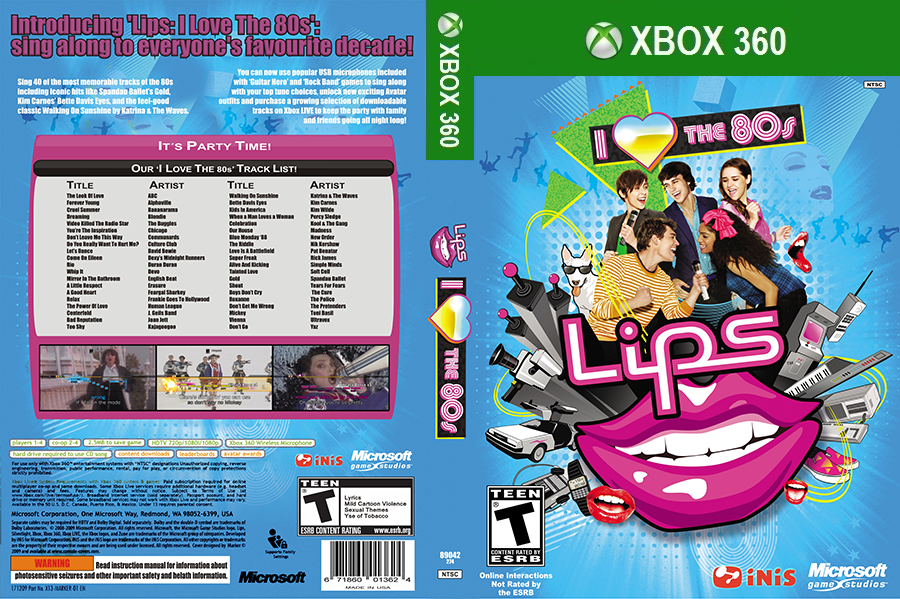 Introducing 'Lips: I Love The 80s':
sing along to everyone's favourite decade!
Sing 40 of the most memorable tracks of the 80s
including iconic hits like Spandau Ballet's Gold,
Kim Carnes' Bette Davis Eyes, and the feel-good
classic Walking On Sunshine by Katrina & The Waves.
You can now use popular USB microphones included
with 'Guitar Hero' and 'Rock Band' games to sing along
with your top tune choices, unlock new exciting Avatar
outfits and purchase a growing selection of downloadable
tracks on Xbox LIVE to keep the party with family
and friends going all night long!
It's Party Time!
Our 'I Love The 80s' Track List!
Title Artist Title Artist
The Look Of Love ABC Walking On Sunshine Katrina & The Waves
Forever Young Alphaville Bette Davis Eyes Kim Carnes
Cruel Summer Bananarama Kids In America Kim Wilde
Dreaming Blondie When a Man Loves a Woman Percy Sledge
Video Killed The Radio Star The Buggles Celebration Kool & The Gang
You're The Inspiration Chicago Our House Madness
Don't Leave Me This Way Communards Blue Monday '88 New Order
Do You Really Want To Hurt Me? Culture Club The Riddle Nik Kershaw
Let's Dance David Bowie Love Is A Battlefield Pat Benatar
Come On Eileen Dexy's Midnight Runners Super Freak Rick James
Rio Duran Duran Alive And Kicking Simple Minds
Whip It Devo Tainted Love Soft Cell
Mirror In The Bathroom English Beat Gold Spandau Ballet
A Little Respect Erasure Shout Tears For Fears
A Good Heart Feargal Sharkey Boys Don't Cry The Cure
Relax Frankie Goes To Hollywood Roxanne The Police
The Power Of Love Human League Don't Get Me Wrong The Pretenders
Centerfold J. Geils Band Mickey Toni Basil
Bad Reputation Joan Jett Vienna Ultravox
Too Shy Kajagoogoo Don't Go Yaz
players 1-4 co-op 2-4 2.5MB to save game HDTV 720p/1080i/1080p Xbox 360 Wireless Microphone
hard drive required to use CD song content downloads leaderboards avatar awards
iNiS
Microsoft
game studios
Microsoft Corporation, One Microsoft Way, Redmond, WA 98052-6399, USA
TEEN
T
Lyrics
Mild Cartoon Violence
Sexual Themes
Yse of Tobacco
ESRB CONTENT RATING www.esrb.org
Supports Family
Settings
WARNING
Read instruction manual for information about
photosensitive seizures and other important safety and helath information.
171209 Part No. X13-MARKER-01 EN
Microsoft
6 71860 01362 4
MADE IN USA
XBOX 360
Lips
I
THE 80s
89042
274
NTSC
XBOX 360
NTSC
I THE 80s
Lips
TEEN
T
CONTENT RATED BY
ESRB
Online Interactions
Not Rated by
the ESRB
iNiS
Microsoft
game studios